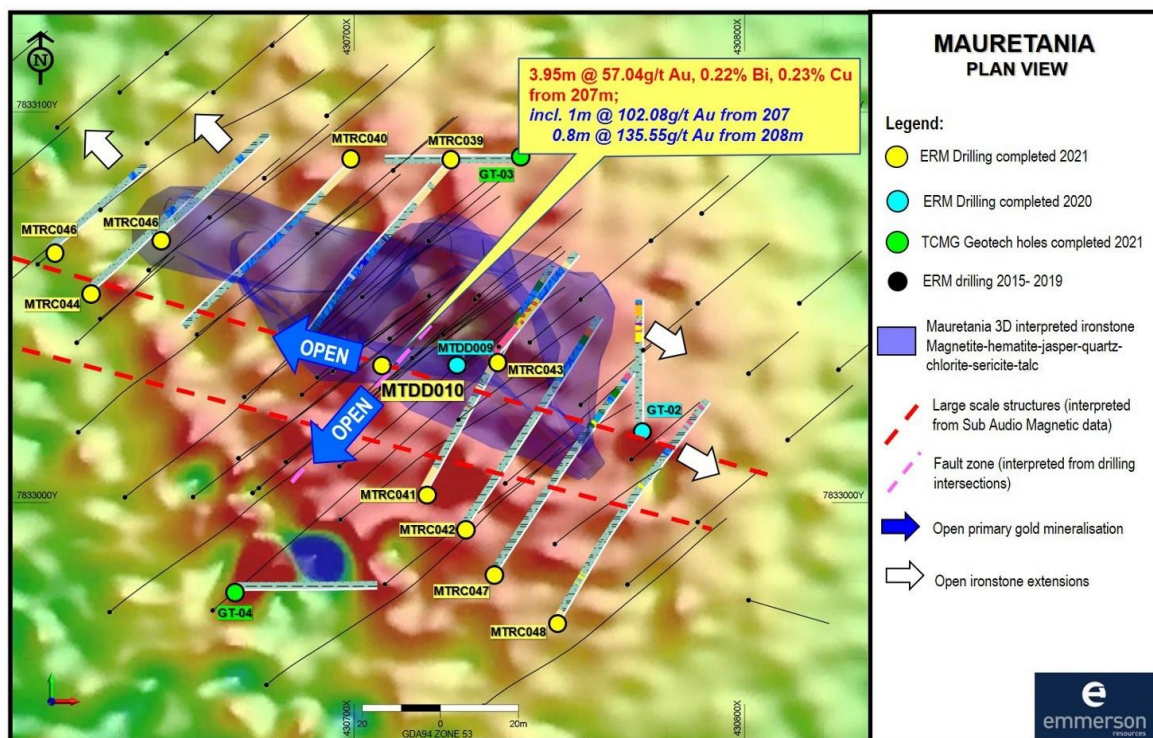 430700X
430800X
N
7833100Y
3.95m @ 57.04g/t Au, 0.22% Bi, 0.23% Cu
from 207m;
incl. 1m @ 102.08g/t Au from 207
0.8m @ 135.55g/t Au from 208m
MTRC040
MTRC039
GT-03
MTRC046
MTRC046
MTRC044
OPEN
MTDD009
MTRC043
MTDD010
OPEN
GT-02
MTRC041
7833000Y
MTRC042
MTRC047
GT-04
MTRC048
20
0
20m
GDA94 ZONE 53
430700X
430800X
MAURETANIA
PLAN VIEW
Legend:
ERM Drilling completed 2021
ERM Drilling completed 2020
TCMG Geotech holes completed 2021
ERM drilling 2015- 2019
Mauretania 3D interpreted ironstone
Magnetite-hematite-jasper-quartz-
chlorite-sericite-talc
Large scale structures (interpreted
from Sub Audio Magnetic data)
Fault zone (interpreted from drilling
intersections)
Open primary gold mineralisation
Open ironstone extensions
e
emmerson
resources